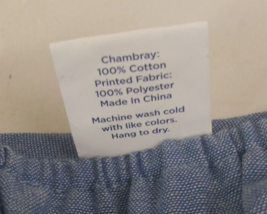 Chambray:
100% Cotton
Printed Fabric:
100% Polyester
Made In China
Machine wash cold
with like colors.
Hang to dry.